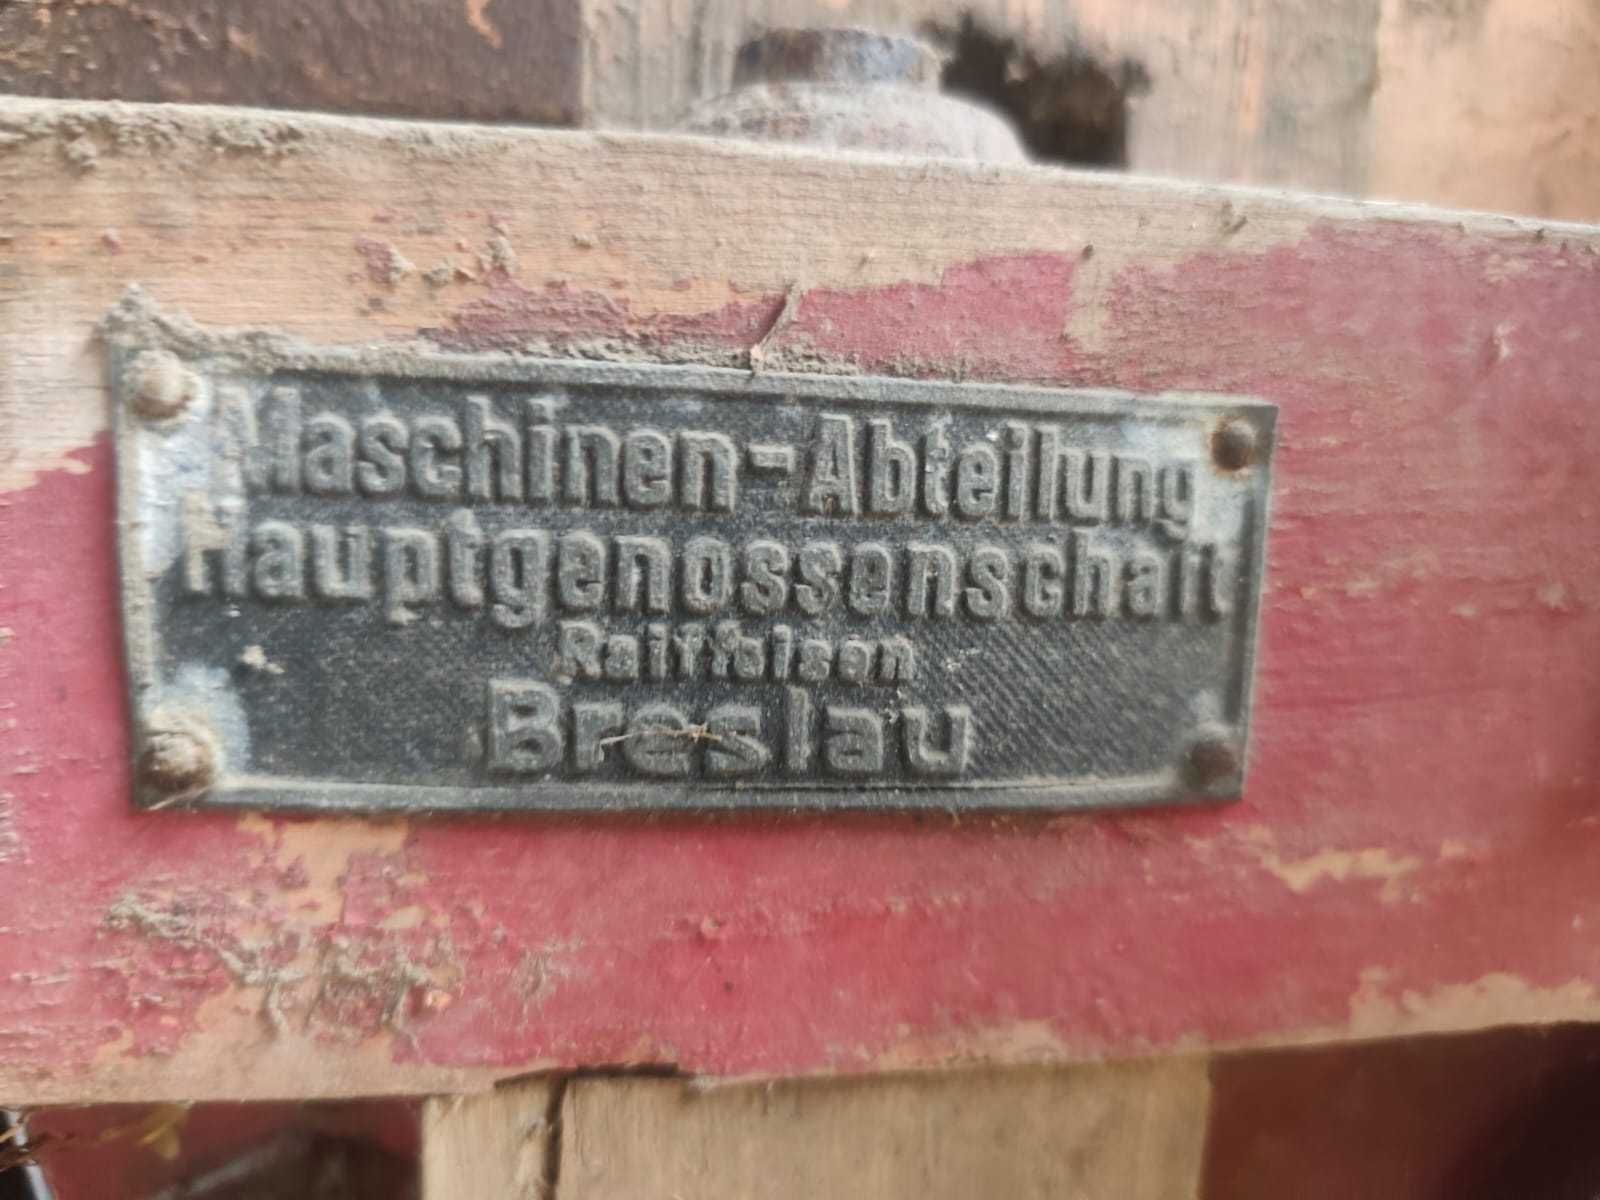 Maschinen-Abteilung
Hauptgenossenschaft
Raiffeisen
Breslau